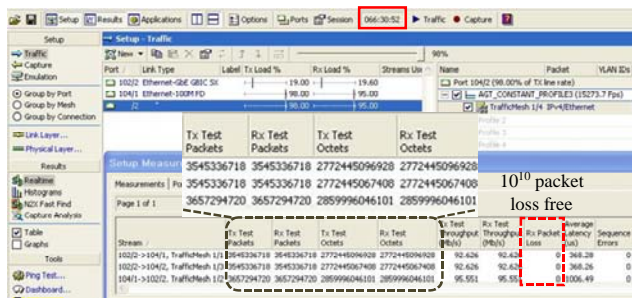 Setup Results Applications Options Ports Session 066:30:52 Traffic Capture
Setup
Setup - Traffic
Traffic
Capture
Emulation
Group by Port
Group by Mesh
Group by Connection
Link Layer...
Physical Layer...
Results
Realtime
Histograms
N2X Fast Find
Capture Analysis
Table
Graphs
Tools
Ping Test...
Dashboard...
New
98%
Port / Link Type Label Tx Load % Rx Load % Streams Use
102/2 Ethernet-GbE GBIC SX 19.00 19.60
104/1 Ethernet-100M FD 98.00 95.00
/2 " 98.00 95.00
Name Packet VLAN IDs
Port 104/2 (98.00% of TX line rate)
AGT_CONSTANT_PROFILE3 (15273.7 Fps)
TrafficMesh 1/4 IPv4/Ethernet
Profile 2
Profile 3
Profile 4
Tx Test Packets Rx Test Packets Tx Test Octets Rx Test Octets
3545336718 3545336718 2772445096928 2772445096928
3545336718 3545336718 2772445067408 2772445067408
3657294720 3657294720 2859996046101 2859996046101
10¹⁰ packet
loss free
Setup Measurem
Measurements Po
Page 1 of 1
Stream / Tx Test Packets Rx Test Packets Tx Test Octets Rx Test Octets Tx Test Throughput (Mb/s) Rx Test Throughput (Mb/s) Rx Packet Loss Average Latency (us) Sequence Errors
102/2->104/1, TrafficMesh 1/1 3545336718 3545336718 2772445096928 2772445096928 92.626 92.626 0 368.28 0
102/2->104/2, TrafficMesh 1/3 3545336718 3545336718 2772445067408 2772445067408 92.626 92.626 0 368.26 0
104/1->102/2, TrafficMesh 1/2 3657294720 3657294720 2859996046101 2859996046101 95.551 95.551 0 1006.49 0